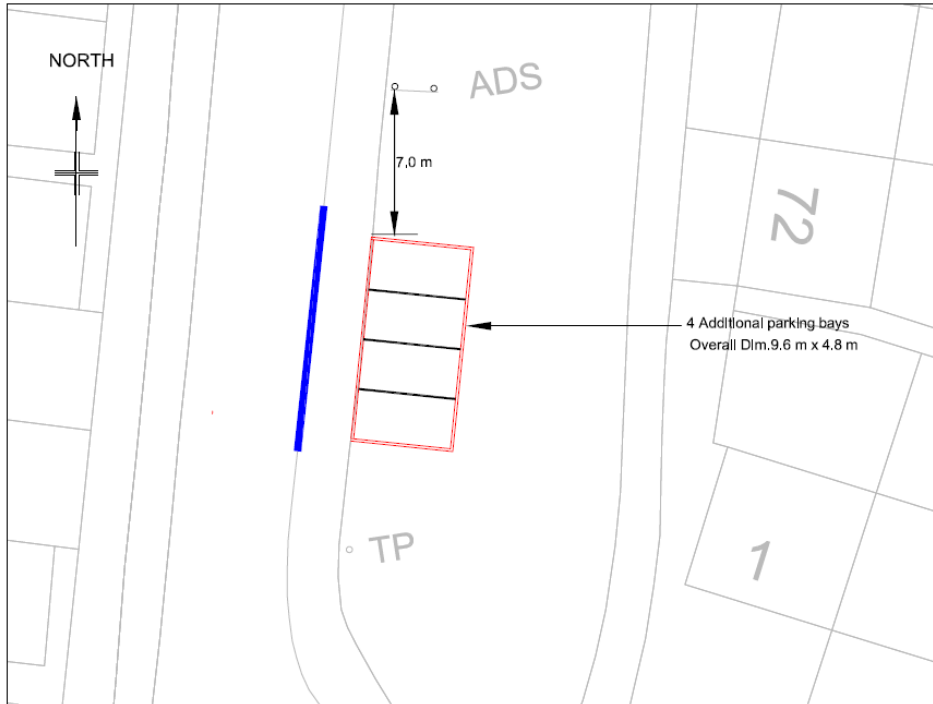 NORTH
ADS
7,0 m
72
4 Additional parking bays
Overall Dim.9.6 m x 4.8 m
TP
1